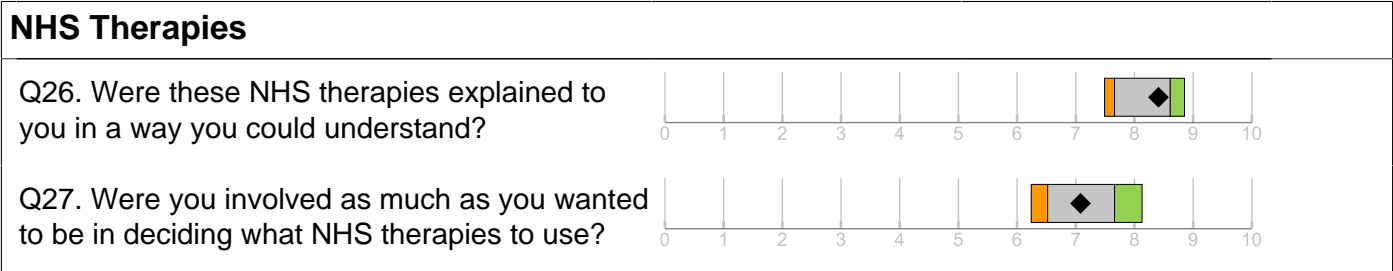 NHS Therapies
Q26. Were these NHS therapies explained to
you in a way you could understand?
0 1 2 3 4 5 6 7 8 9 10
Q27. Were you involved as much as you wanted
to be in deciding what NHS therapies to use?
0 1 2 3 4 5 6 7 8 9 10